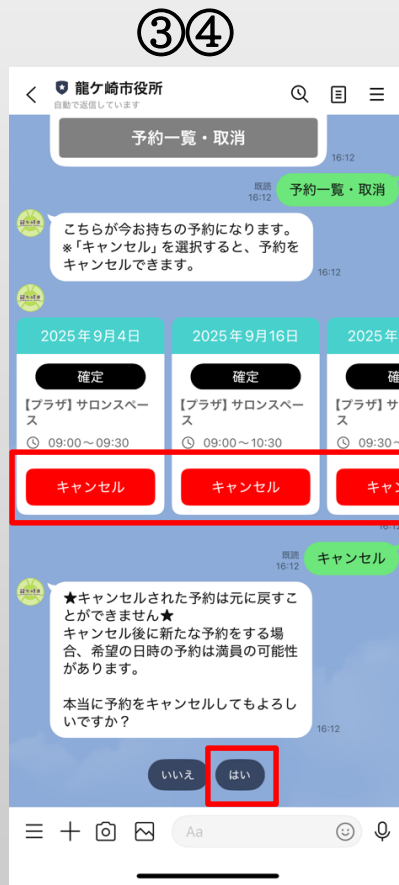 ③④
龍ケ崎市役所
自動で返信しています
予約一覧・取消
16:12
既読
16:12
予約一覧・取消
こちらが今お持ちの予約になります。
※「キャンセル」を選択すると、予約を
キャンセルできます。
16:12
2025年9月4日
確定
【プラザ】サロンスペー
ス
09:00～09:30
キャンセル
2025年9月16日
確定
【プラザ】サロンスペー
ス
09:00～10:30
キャンセル
2025年
確
【プラザ】サ
ス
09:30～
キャン
16:12
既読
16:12
キャンセル
★キャンセルされた予約は元に戻すこ
とができません★
キャンセル後に新たな予約をする場
合、希望の日時の予約は満員の可能性
があります。
本当に予約をキャンセルしてもよろし
いですか？
16:12
いいえ
はい
Aa